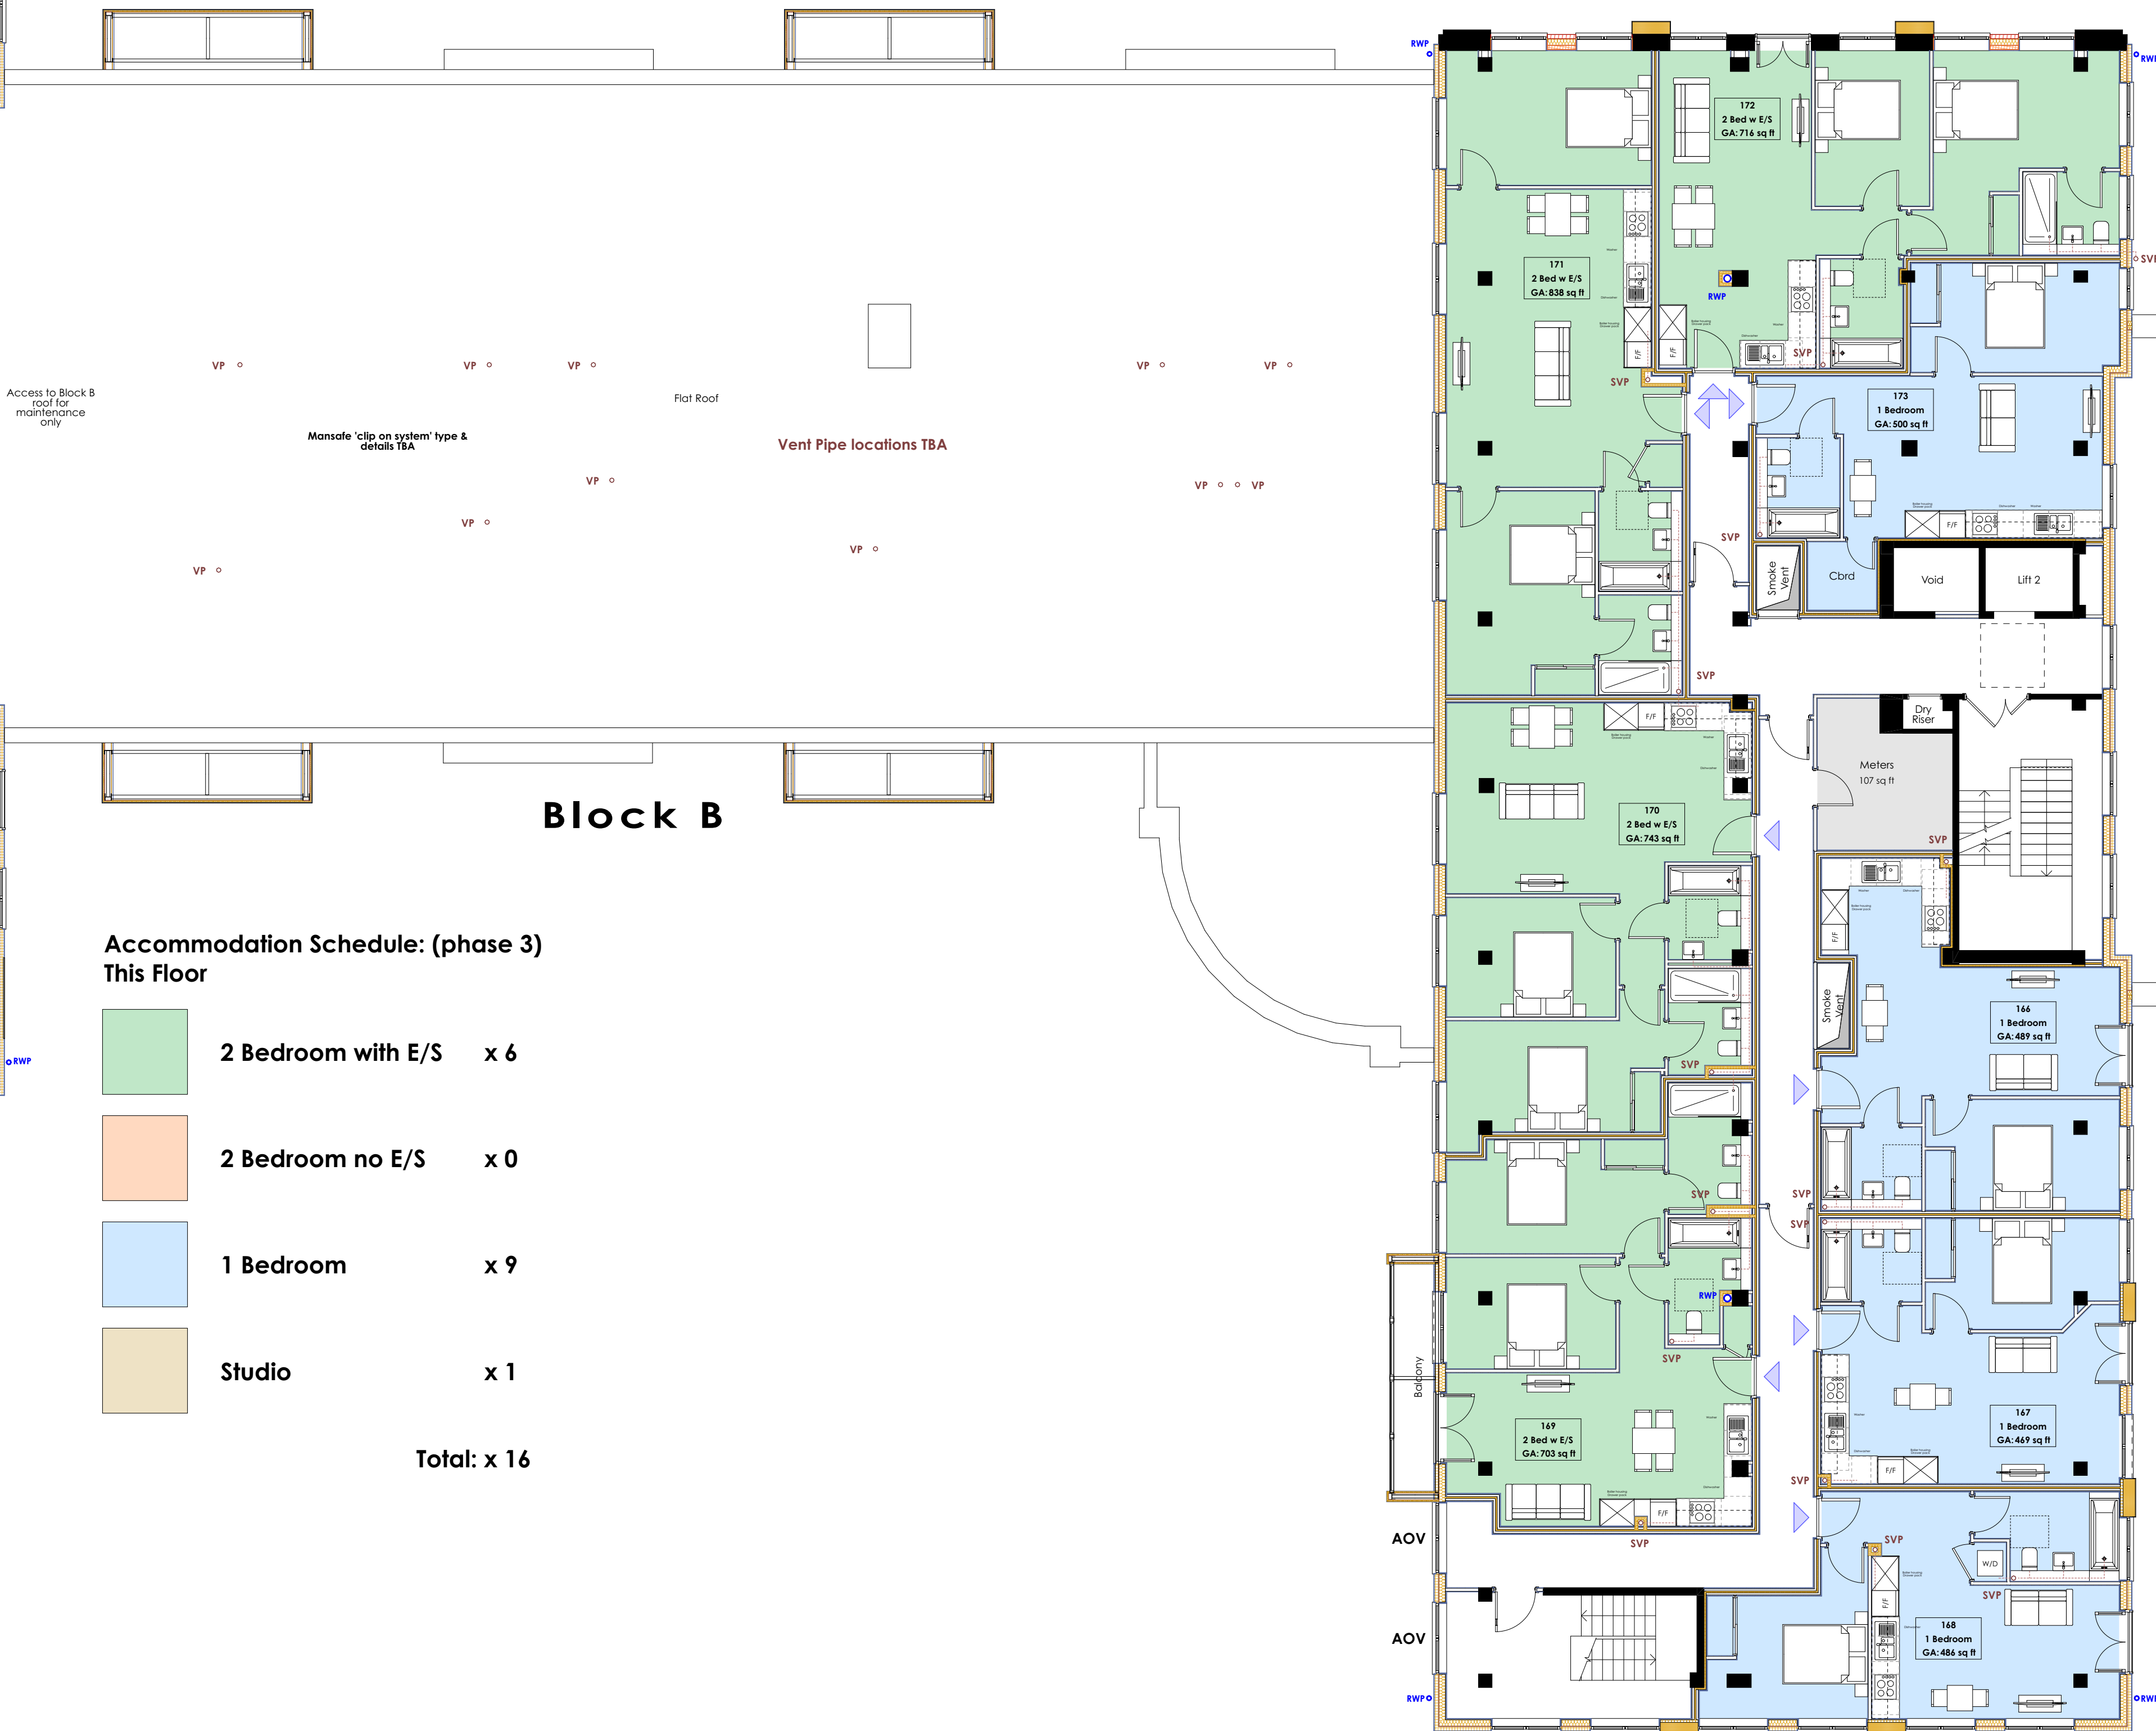 RWP
RWP
172
2 Bed w E/S
GA: 716 sq ft
171
2 Bed w E/S
GA: 838 sq ft
RWP
SVP
F/F
F/F
SVP
SVP
VP
VP
VP
VP
VP
Access to Block B
roof for
maintenance
only
Flat Roof
Mansafe 'clip on system' type &
details TBA
Vent Pipe locations TBA
173
1 Bedroom
GA: 500 sq ft
VP
VP
VP
VP
VP
VP
F/F
SVP
Smoke
Vent
Cbrd
Void
Lift 2
SVP
F/F
Dry
Riser
Meters
107 sq ft
SVP
170
2 Bed w E/S
GA: 743 sq ft
Block B
F/F
Accommodation Schedule: (phase 3)
This Floor
2 Bedroom with E/S x 6
2 Bedroom no E/S x 0
1 Bedroom x 9
Studio x 1
Total: x 16
RWP
Smoke
Vent
166
1 Bedroom
GA: 489 sq ft
SVP
SVP
SVP
SVP
RWP
SVP
Balcony
169
2 Bed w E/S
GA: 703 sq ft
167
1 Bedroom
GA: 469 sq ft
F/F
SVP
F/F
SVP
AOV
SVP
W/D
SVP
F/F
AOV
168
1 Bedroom
GA: 486 sq ft
RWP
RWP